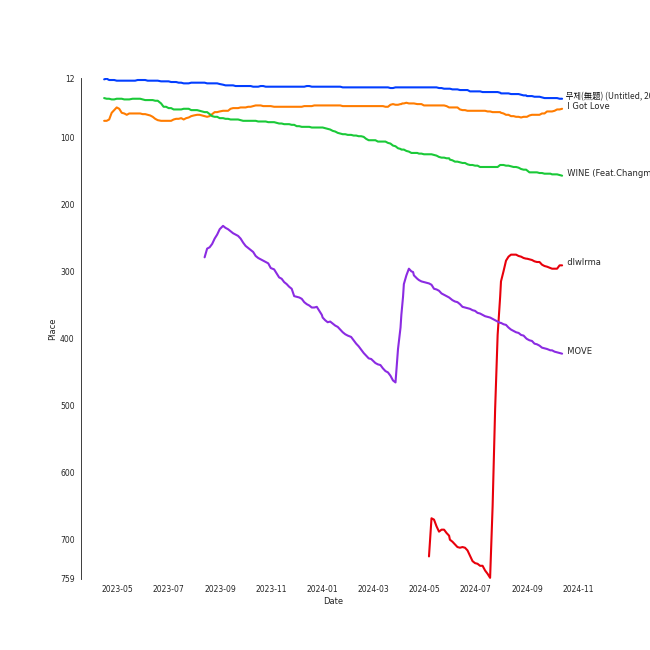 12
100
200
300
400
500
600
700
759
Place
2023-05
2023-07
2023-09
2023-11
2024-01
2024-03
2024-05
2024-07
2024-09
2024-11
Date
무제(無題) (Untitled, 20
I Got Love
WINE (Feat.Changm
dlwlrma
MOVE